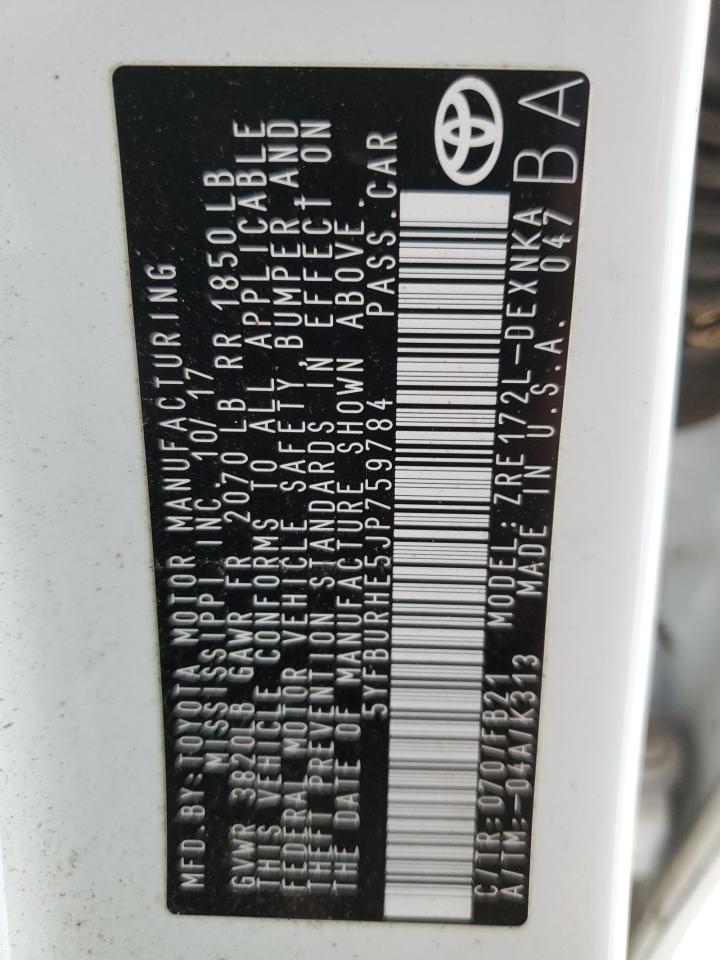 MFD.BY:TOYOTA MOTOR MANUFACTURING
MISSISSIPPI INC. 10/17
GVWR 3820LB GAWR FR 2070 LB RR 1850LB
THIS VEHICLE CONFORMS TO ALL APPLICABLE
FEDERAL MOTOR VEHICLE SAFETY, BUMPER AND
THEFT PREVENTION STANDARDS IN EFFECT ON
THE DATE OF MANUFACTURE SHOWN ABOVE.
5YFBURHE5JP759784 PASS.CAR
C/TR:070/FB21 MODEL:ZRE172L-DEXNKA
A/TM:-04A/K313 MADE IN U.S.A. 047
BA